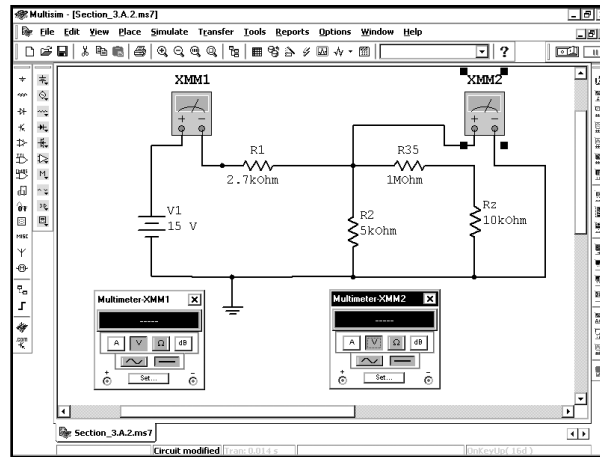 Multisim - [Section_3.A.2.ms7]
File Edit View Place Simulate Transfer Tools Reports Options Window Help
XMM1
XMM2
R1
2.7kOhm
R35
1MOhm
V1
15 V
R2
5kOhm
Rz
10kOhm
Multimeter-XMM1
-----
A V Ω dB
Set...
Multimeter-XMM2
-----
A V Ω dB
Set...
MISC
Section_3.A.2.ms7
Circuit modified Tran: 0.014 s OnKeyUp( 16d )